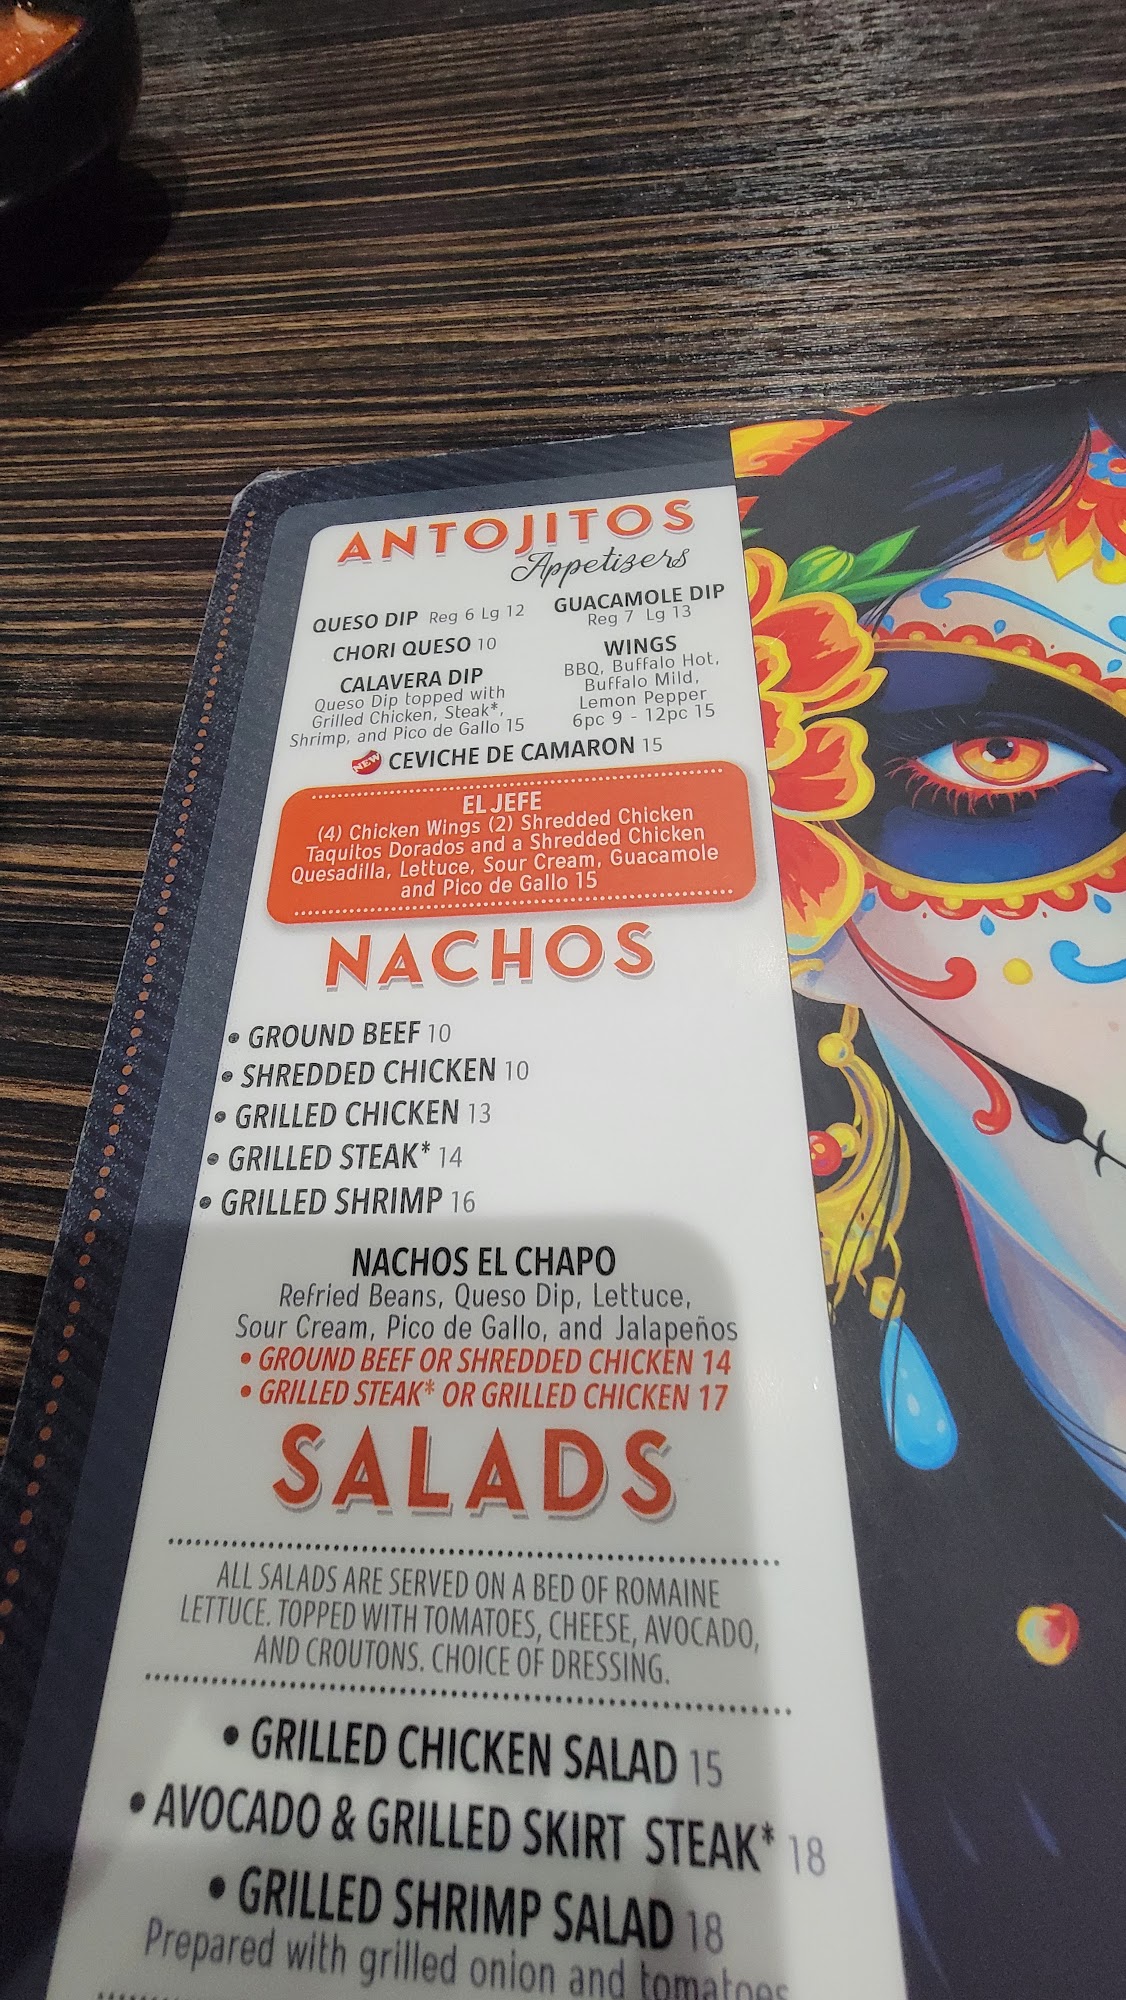 ANTOJITOS
Appetizers
QUESO DIP Reg 6 Lg 12
CHORI QUESO 10
CALAVERA DIP
Queso Dip topped with
Grilled Chicken, Steak*,
Shrimp, and Pico de Gallo 15
GUACAMOLE DIP
Reg 7 Lg 13
WINGS
BBQ, Buffalo Hot,
Buffalo Mild,
Lemon Pepper
6pc 9 - 12pc 15
NEW CEVICHE DE CAMARON 15
EL JEFE
(4) Chicken Wings (2) Shredded Chicken
Taquitos Dorados and a Shredded Chicken
Quesadilla, Lettuce, Sour Cream, Guacamole
and Pico de Gallo 15
NACHOS
• GROUND BEEF 10
• SHREDDED CHICKEN 10
• GRILLED CHICKEN 13
• GRILLED STEAK* 14
• GRILLED SHRIMP 16
NACHOS EL CHAPO
Refried Beans, Queso Dip, Lettuce,
Sour Cream, Pico de Gallo, and Jalapeños
• GROUND BEEF OR SHREDDED CHICKEN 14
• GRILLED STEAK* OR GRILLED CHICKEN 17
SALADS
ALL SALADS ARE SERVED ON A BED OF ROMAINE
LETTUCE. TOPPED WITH TOMATOES, CHEESE, AVOCADO,
AND CROUTONS. CHOICE OF DRESSING.
• GRILLED CHICKEN SALAD 15
• AVOCADO & GRILLED SKIRT STEAK* 18
• GRILLED SHRIMP SALAD 18
Prepared with grilled onion and tomatoes